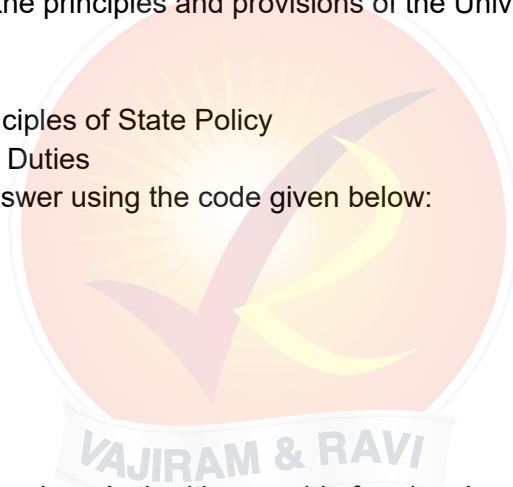 the principles and provisions of the Univ
ciples of State Policy
Duties
swer using the code given below:
VAJIRAM & RAVI